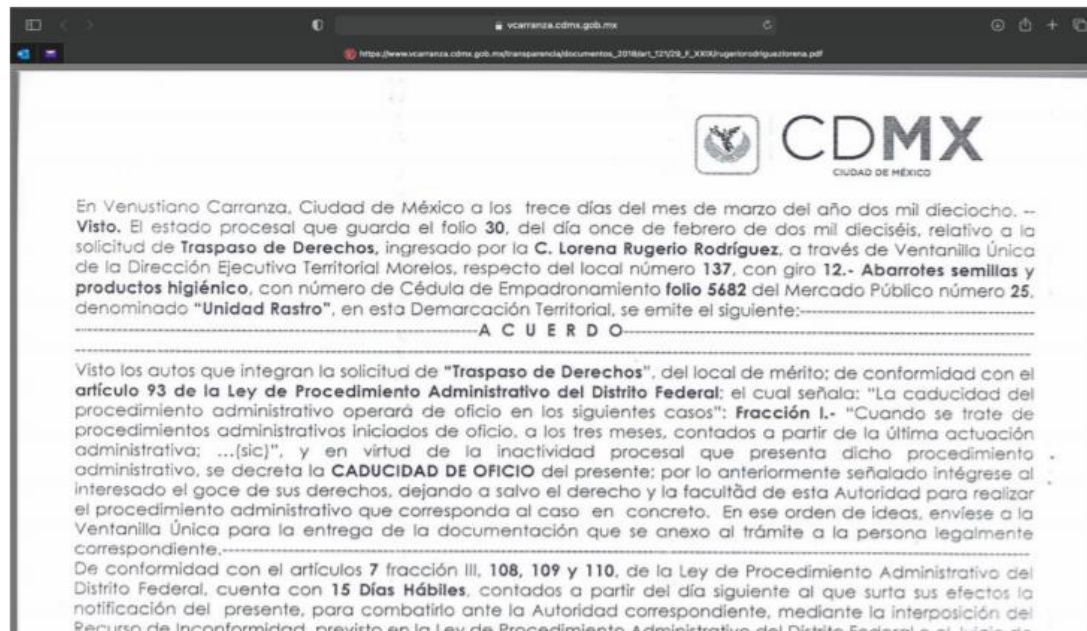 vcarranza.cdmx.gob.mx
https://www.vcarranza.cdmx.gob.mx/transparencia/documentos_2018/art_121/29_F_XXIX/rugeriorodriguezlorena.pdf
CDMX
CIUDAD DE MÉXICO
En Venustiano Carranza, Ciudad de México a los trece días del mes de marzo del año dos mil dieciocho. --
Visto. El estado procesal que guarda el folio 30, del día once de febrero de dos mil dieciséis, relativo a la
solicitud de Traspaso de Derechos, ingresado por la C. Lorena Rugerio Rodríguez, a través de Ventanilla Única
de la Dirección Ejecutiva Territorial Morelos, respecto del local número 137, con giro 12.- Abarrotes semillas y
productos higiénico, con número de Cédula de Empadronamiento folio 5682 del Mercado Público número 25,
denominado "Unidad Rastro", en esta Demarcación Territorial, se emite el siguiente:----------
----------A C U E R D O----------
Visto los autos que integran la solicitud de "Traspaso de Derechos", del local de mérito; de conformidad con el
artículo 93 de la Ley de Procedimiento Administrativo del Distrito Federal; el cual señala: "La caducidad del
procedimiento administrativo operará de oficio en los siguientes casos": Fracción I.- "Cuando se trate de
procedimientos administrativos iniciados de oficio, a los tres meses, contados a partir de la última actuación
administrativa; ...(sic)", y en virtud de la inactividad procesal que presenta dicho procedimiento
administrativo, se decreta la CADUCIDAD DE OFICIO del presente; por lo anteriormente señalado intégrese al
interesado el goce de sus derechos, dejando a salvo el derecho y la facultad de esta Autoridad para realizar
el procedimiento administrativo que corresponda al caso en concreto. En ese orden de ideas, envíese a la
Ventanilla Única para la entrega de la documentación que se anexo al trámite a la persona legalmente
correspondiente.----------
De conformidad con el artículos 7 fracción III, 108, 109 y 110, de la Ley de Procedimiento Administrativo del
Distrito Federal, cuenta con 15 Días Hábiles, contados a partir del día siguiente al que surta sus efectos la
notificación del presente, para combatirlo ante la Autoridad correspondiente, mediante la interposición del
Recurso de Inconformidad, previsto en la Ley de Procedimiento Administrativo del Distrito Federal o al juicio de